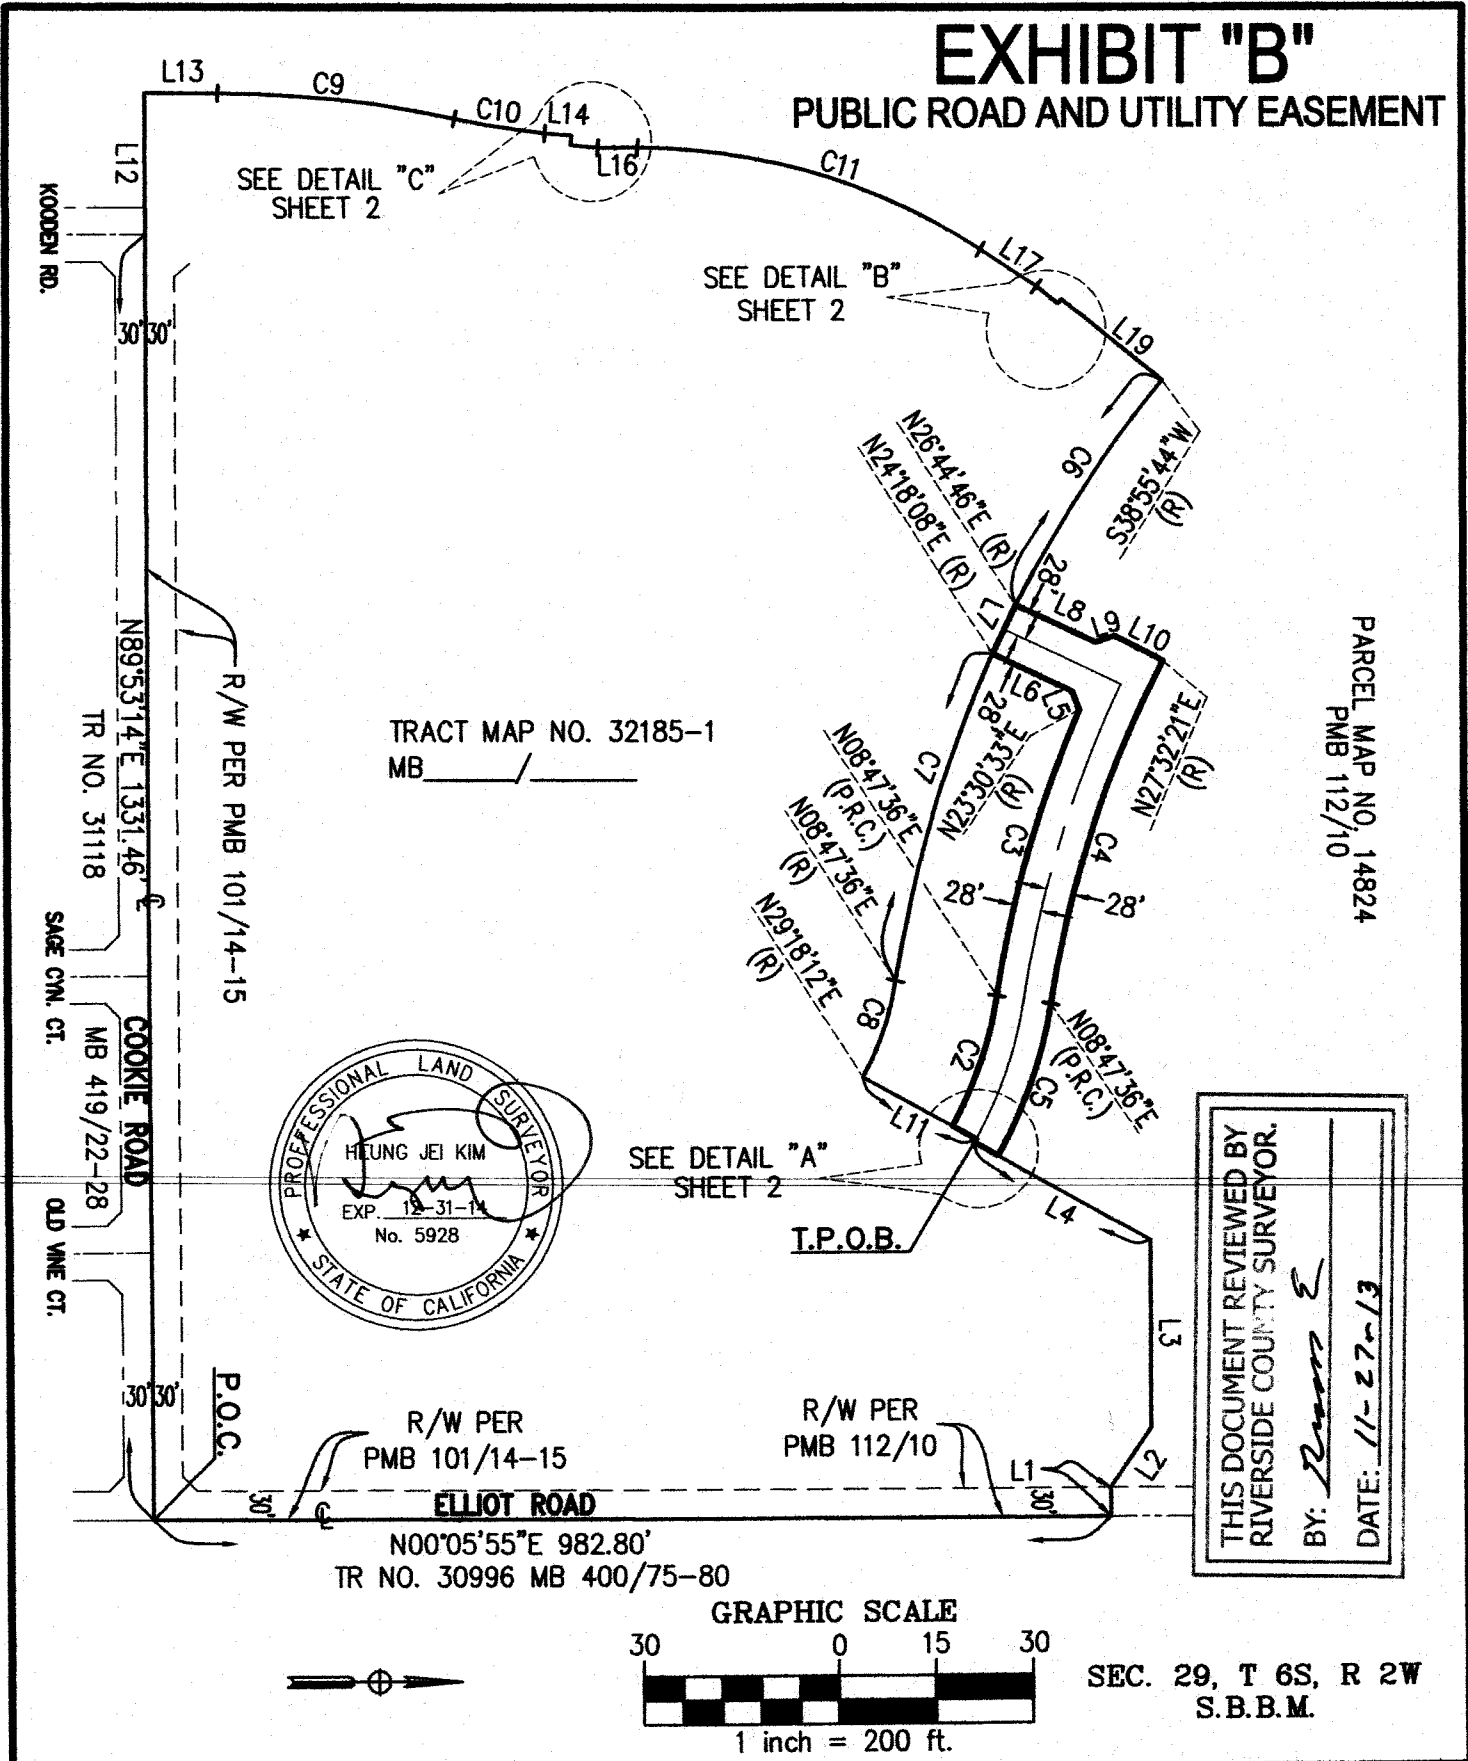 EXHIBIT "B"
PUBLIC ROAD AND UTILITY EASEMENT
L13
C9
C10
L14
L16
C11
L12
SEE DETAIL "C"
SHEET 2
KOODEN RD.
L17
SEE DETAIL "B"
SHEET 2
L19
30'
30'
N26°44'46"E (R)
N24°18'08"E (R)
C6
S38°55'44"W
(R)
28'
L7
L8
L9
L10
L6
L5
28'
N27°32'21"E
(R)
PARCEL MAP NO. 14824
PMB 112/10
R/W PER PMB 101/14-15
N89°53'14"E 1331.46'
TR NO. 31118
TRACT MAP NO. 32185-1
MB______/______
C7
N23°30'33"E
(R)
N08°47'36"E
(P.R.C.)
N08°47'36"E
(R)
C3
C4
28'
28'
N29°18'12"E
(R)
C8
C2
C5
N08°47'36"E
(P.R.C.)
SAGE CYN. CT.
COOKIE ROAD
MB 419/22-28
OLD VINE CT.
L11
SEE DETAIL "A"
SHEET 2
L4
T.P.O.B.
L3
PROFESSIONAL LAND SURVEYOR
HEUNG JEI KIM
EXP. 12-31-14
No. 5928
STATE OF CALIFORNIA
THIS DOCUMENT REVIEWED BY
RIVERSIDE COUNTY SURVEYOR.
BY:
DATE: 11-27-13
30'
30'
P.O.C.
R/W PER
PMB 101/14-15
R/W PER
PMB 112/10
L1
L2
30'
30'
ELLIOT ROAD
N00°05'55"E 982.80'
TR NO. 30996 MB 400/75-80
GRAPHIC SCALE
30 0 15 30
1 inch = 200 ft.
SEC. 29, T 6S, R 2W
S.B.B.M.